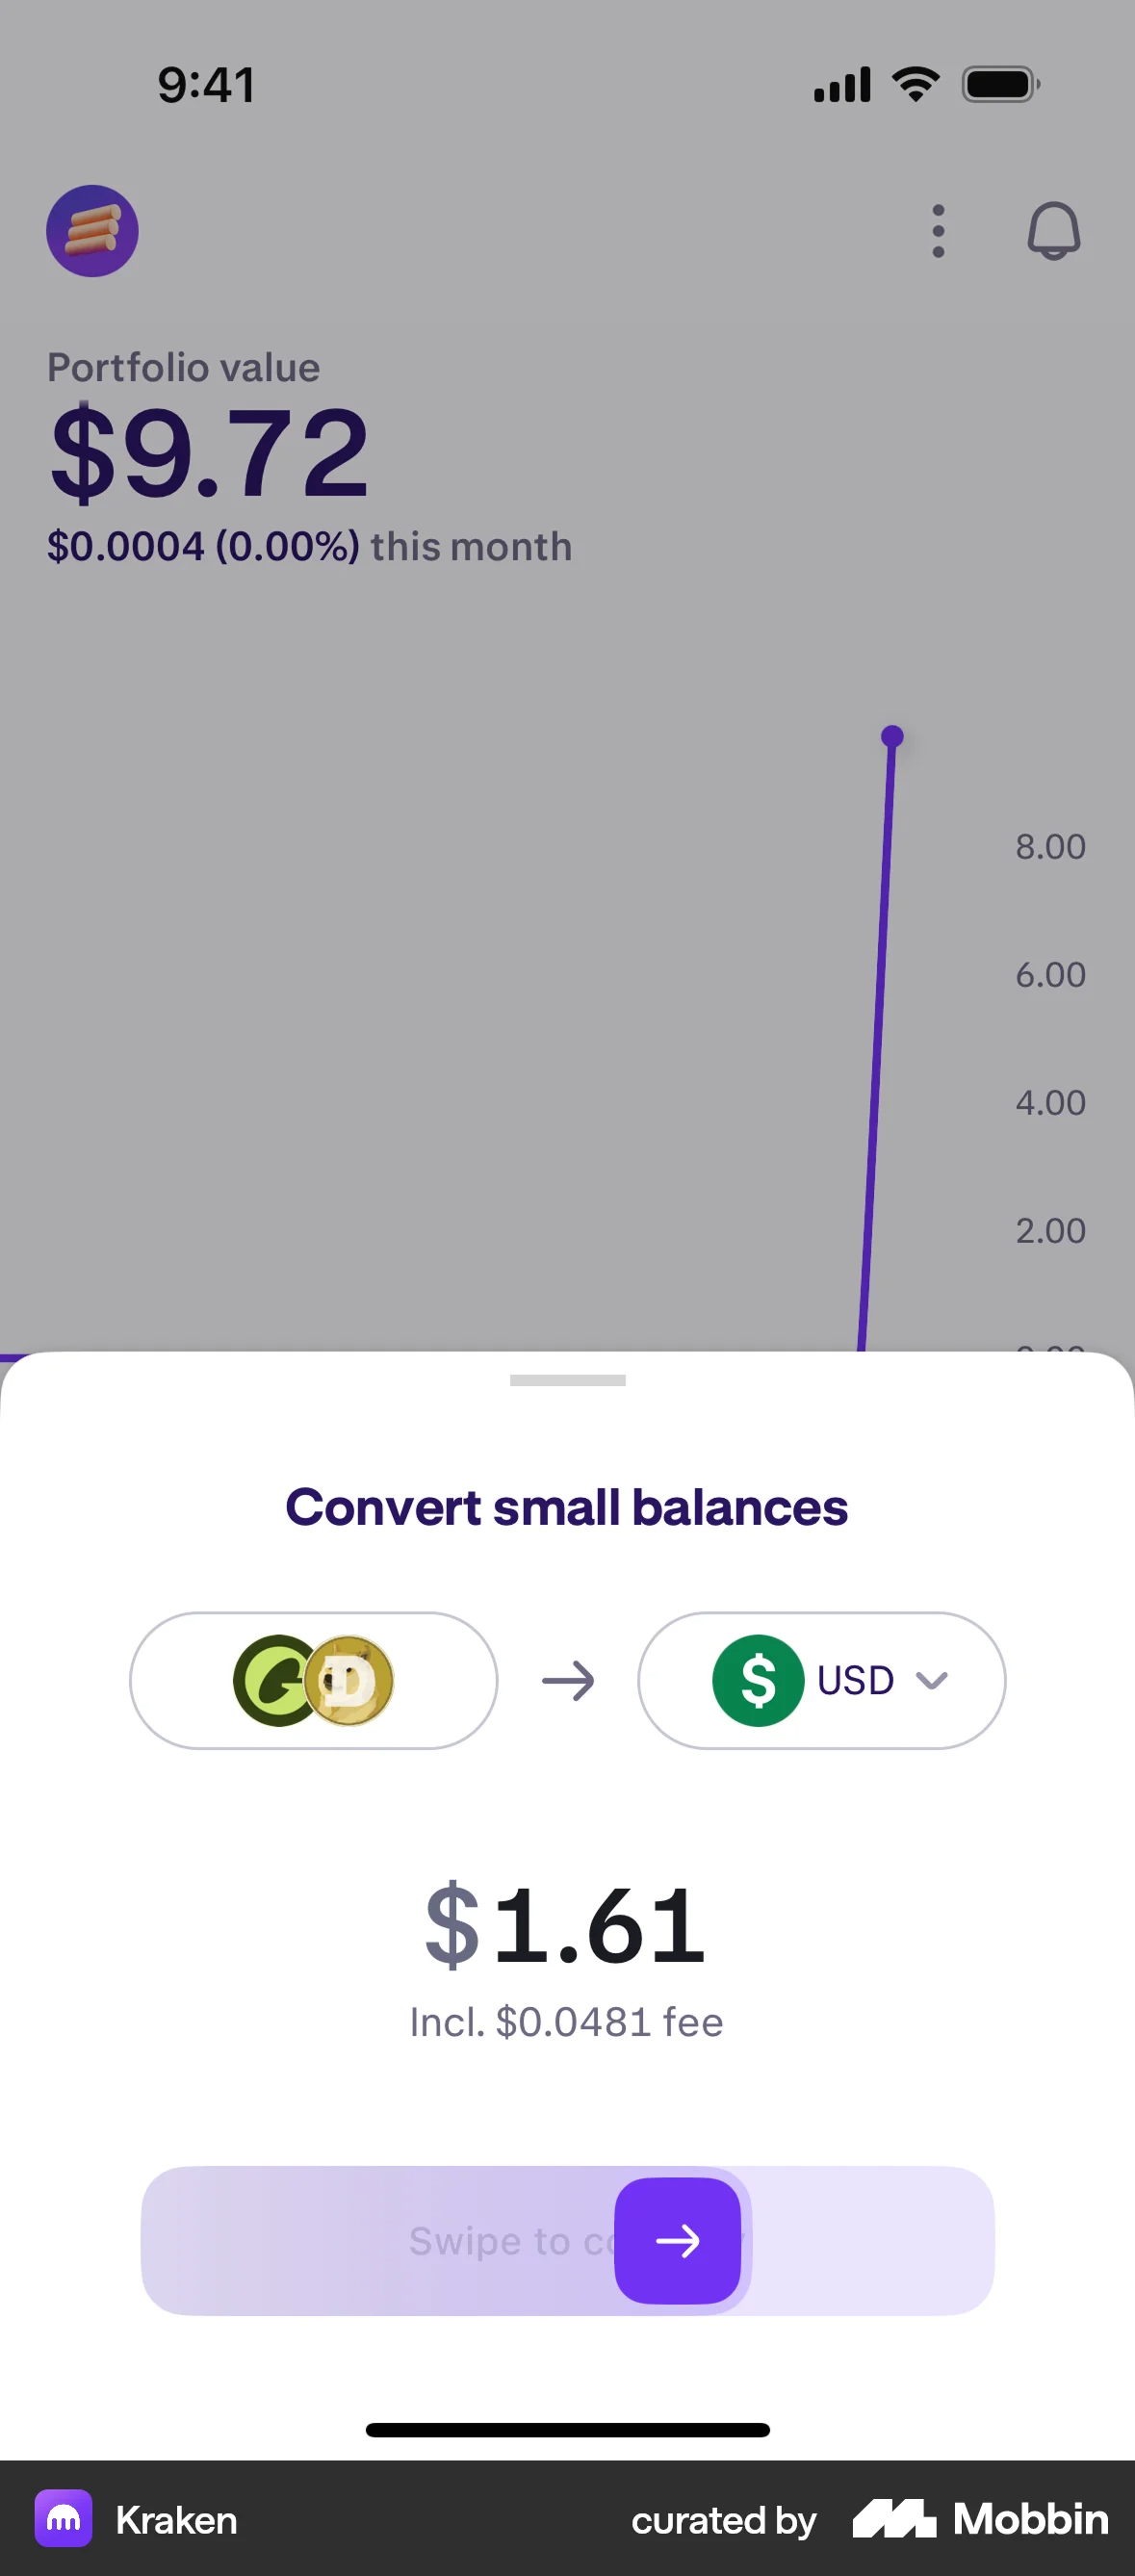 9:41
Portfolio value
$9.72
$0.0004 (0.00%) this month
8.00
6.00
4.00
2.00
Convert small balances
D
$ USD
$1.61
Incl. $0.0481 fee
Swipe to
Kraken
curated by Mobbin